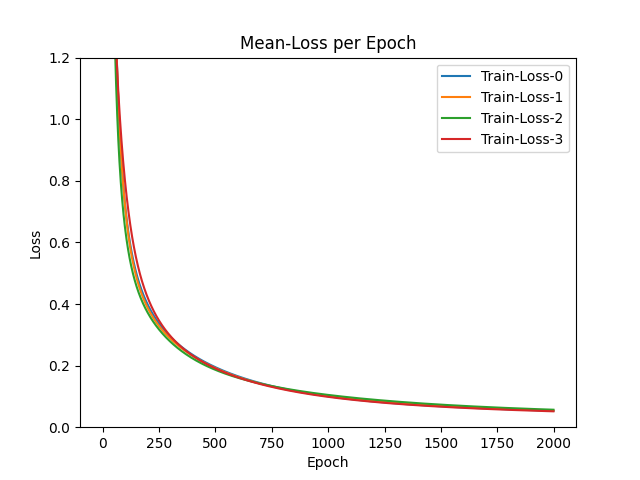 Mean-Loss per Epoch
Train-Loss-0
Train-Loss-1
Train-Loss-2
Train-Loss-3
Loss
1.2
1.0
0.8
0.6
0.4
0.2
0.0
0 250 500 750 1000 1250 1500 1750 2000
Epoch